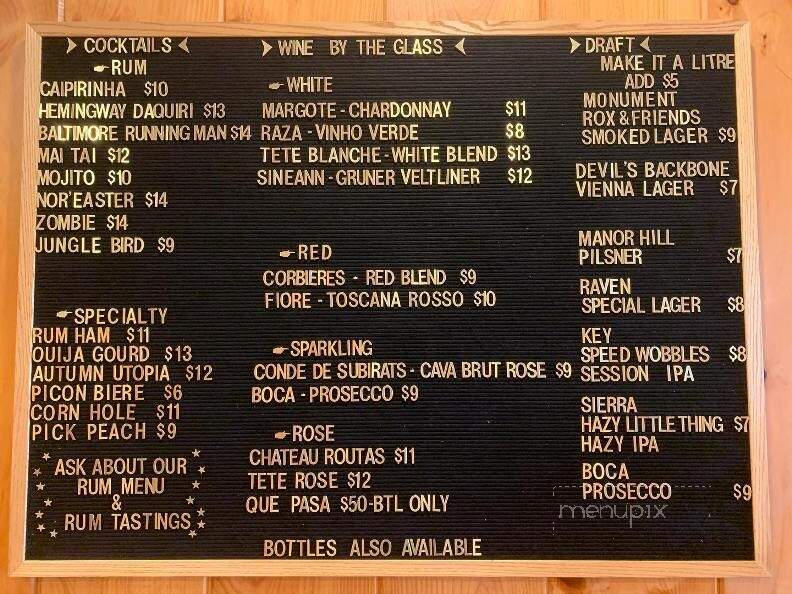 COCKTAILS
RUM
CAIPIRINHA $10
HEMINGWAY DAQUIRI $13
BALTIMORE RUNNING MAN $14
MAI TAI $12
MOJITO $10
NOR'EASTER $14
ZOMBIE $14
JUNGLE BIRD $9
SPECIALTY
RUM HAM $11
OUIJA GOURD $13
AUTUMN UTOPIA $12
PICON BIERE $6
CORN HOLE $11
PICK PEACH $9
ASK ABOUT OUR
RUM MENU
&
RUM TASTINGS
WINE BY THE GLASS
WHITE
MARGOTE - CHARDONNAY $11
RAZA - VINHO VERDE $8
TETE BLANCHE - WHITE BLEND $13
SINEANN - GRUNER VELTLINER $12
RED
CORBIERES - RED BLEND $9
FIORE - TOSCANA ROSSO $10
SPARKLING
CONDE DE SUBIRATS - CAVA BRUT ROSE $9
BOCA - PROSECCO $9
ROSE
CHATEAU ROUTAS $11
TETE ROSE $12
QUE PASA $50-BTL ONLY
BOTTLES ALSO AVAILABLE
DRAFT
MAKE IT A LITRE
ADD $5
MONUMENT
ROX & FRIENDS
SMOKED LAGER $9
DEVIL'S BACKBONE
VIENNA LAGER $7
MANOR HILL
PILSNER $7
RAVEN
SPECIAL LAGER $8
KEY
SPEED WOBBLES $8
SESSION IPA
SIERRA
HAZY LITTLE THING $7
HAZY IPA
BOCA
PROSECCO $9
menupix